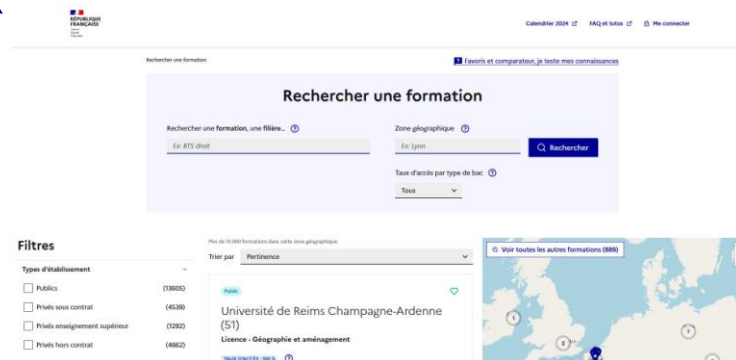 RÉPUBLIQUE
FRANÇAISE
Calendrier 2024 FAQ et tutos Me connecter
Rechercher une formation Favoris et comparateur, je teste mes connaissances
Rechercher une formation
Rechercher une formation, une filière.. Zone géographique
Ex: BTS droit Ex: Lyon Rechercher
Taux d'accès par type de bac
Tous
Filtres
Plus de 10 000 formations dans cette zone géographique.
Trier par Pertinence
Voir toutes les autres formations (889)
Types d'établissement
Publics (13605)
Privés sous contrat (4539)
Privés enseignement supérieur (1292)
Privés hors contrat (4662)
Public
Université de Reims Champagne-Ardenne
(51)
Licence - Géographie et aménagement
TAUX D'ACCÈS : 100 %